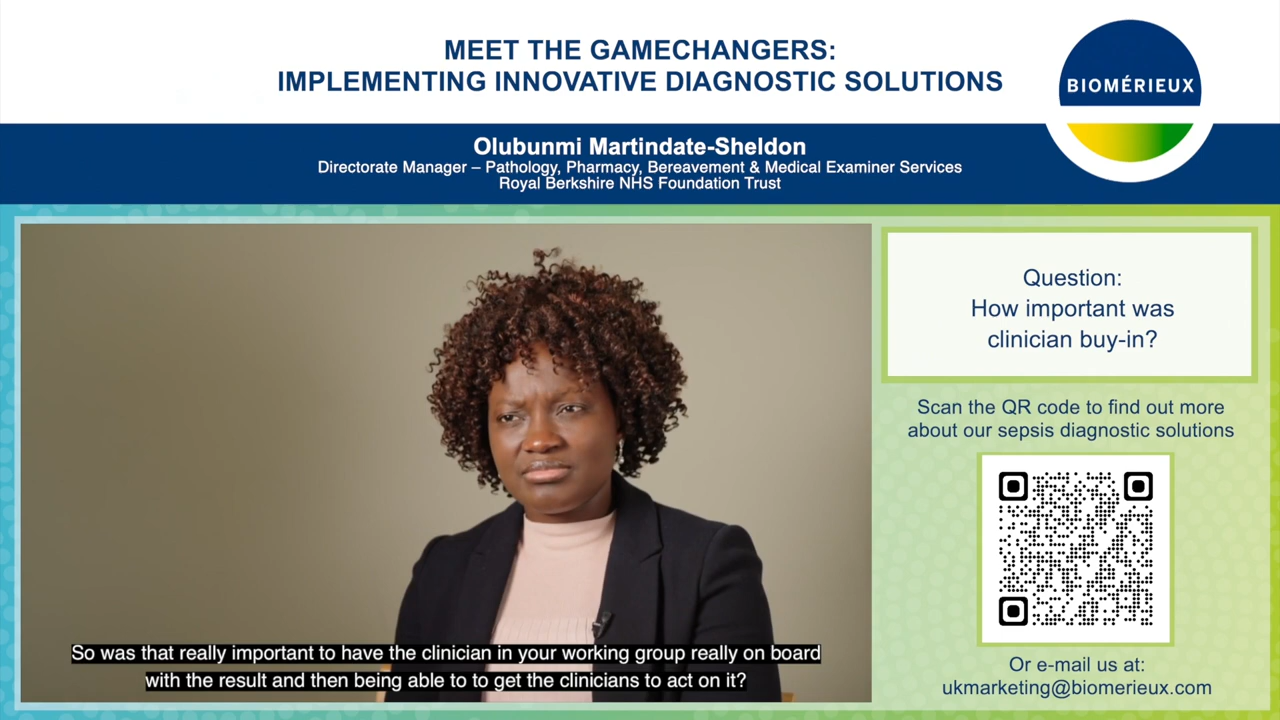 MEET THE GAMECHANGERS:
IMPLEMENTING INNOVATIVE DIAGNOSTIC SOLUTIONS
BIOMÉRIEUX
Olubunmi Martindate-Sheldon
Directorate Manager – Pathology, Pharmacy, Bereavement & Medical Examiner Services
Royal Berkshire NHS Foundation Trust
Question:
How important was
clinician buy-in?
Scan the QR code to find out more
about our sepsis diagnostic solutions
Or e-mail us at:
ukmarketing@biomerieux.com
So was that really important to have the clinician in your working group really on board
with the result and then being able to to get the clinicians to act on it?